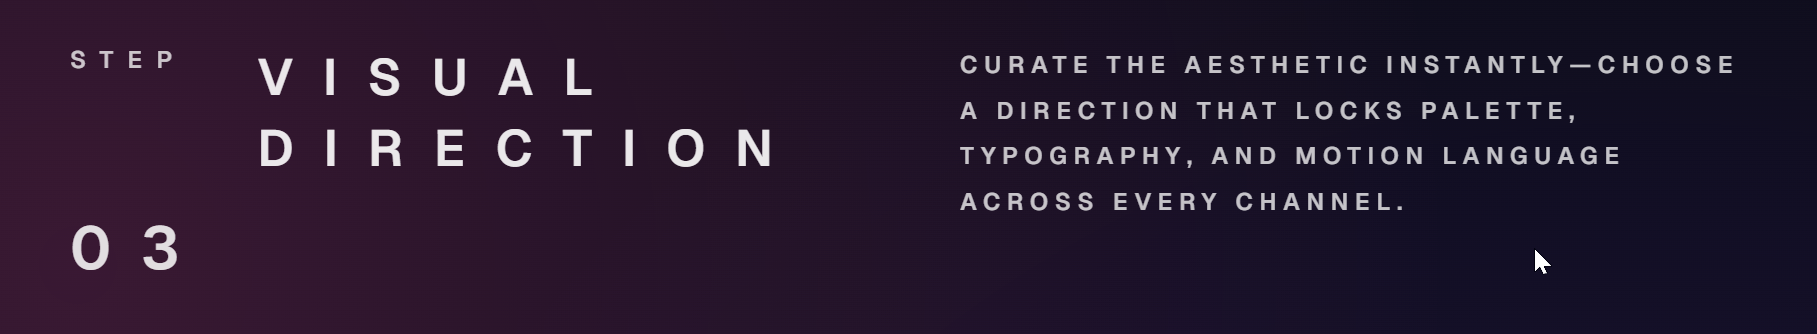 STEP
03
VISUAL
DIRECTION
CURATE THE AESTHETIC INSTANTLY—CHOOSE
A DIRECTION THAT LOCKS PALETTE,
TYPOGRAPHY, AND MOTION LANGUAGE
ACROSS EVERY CHANNEL.